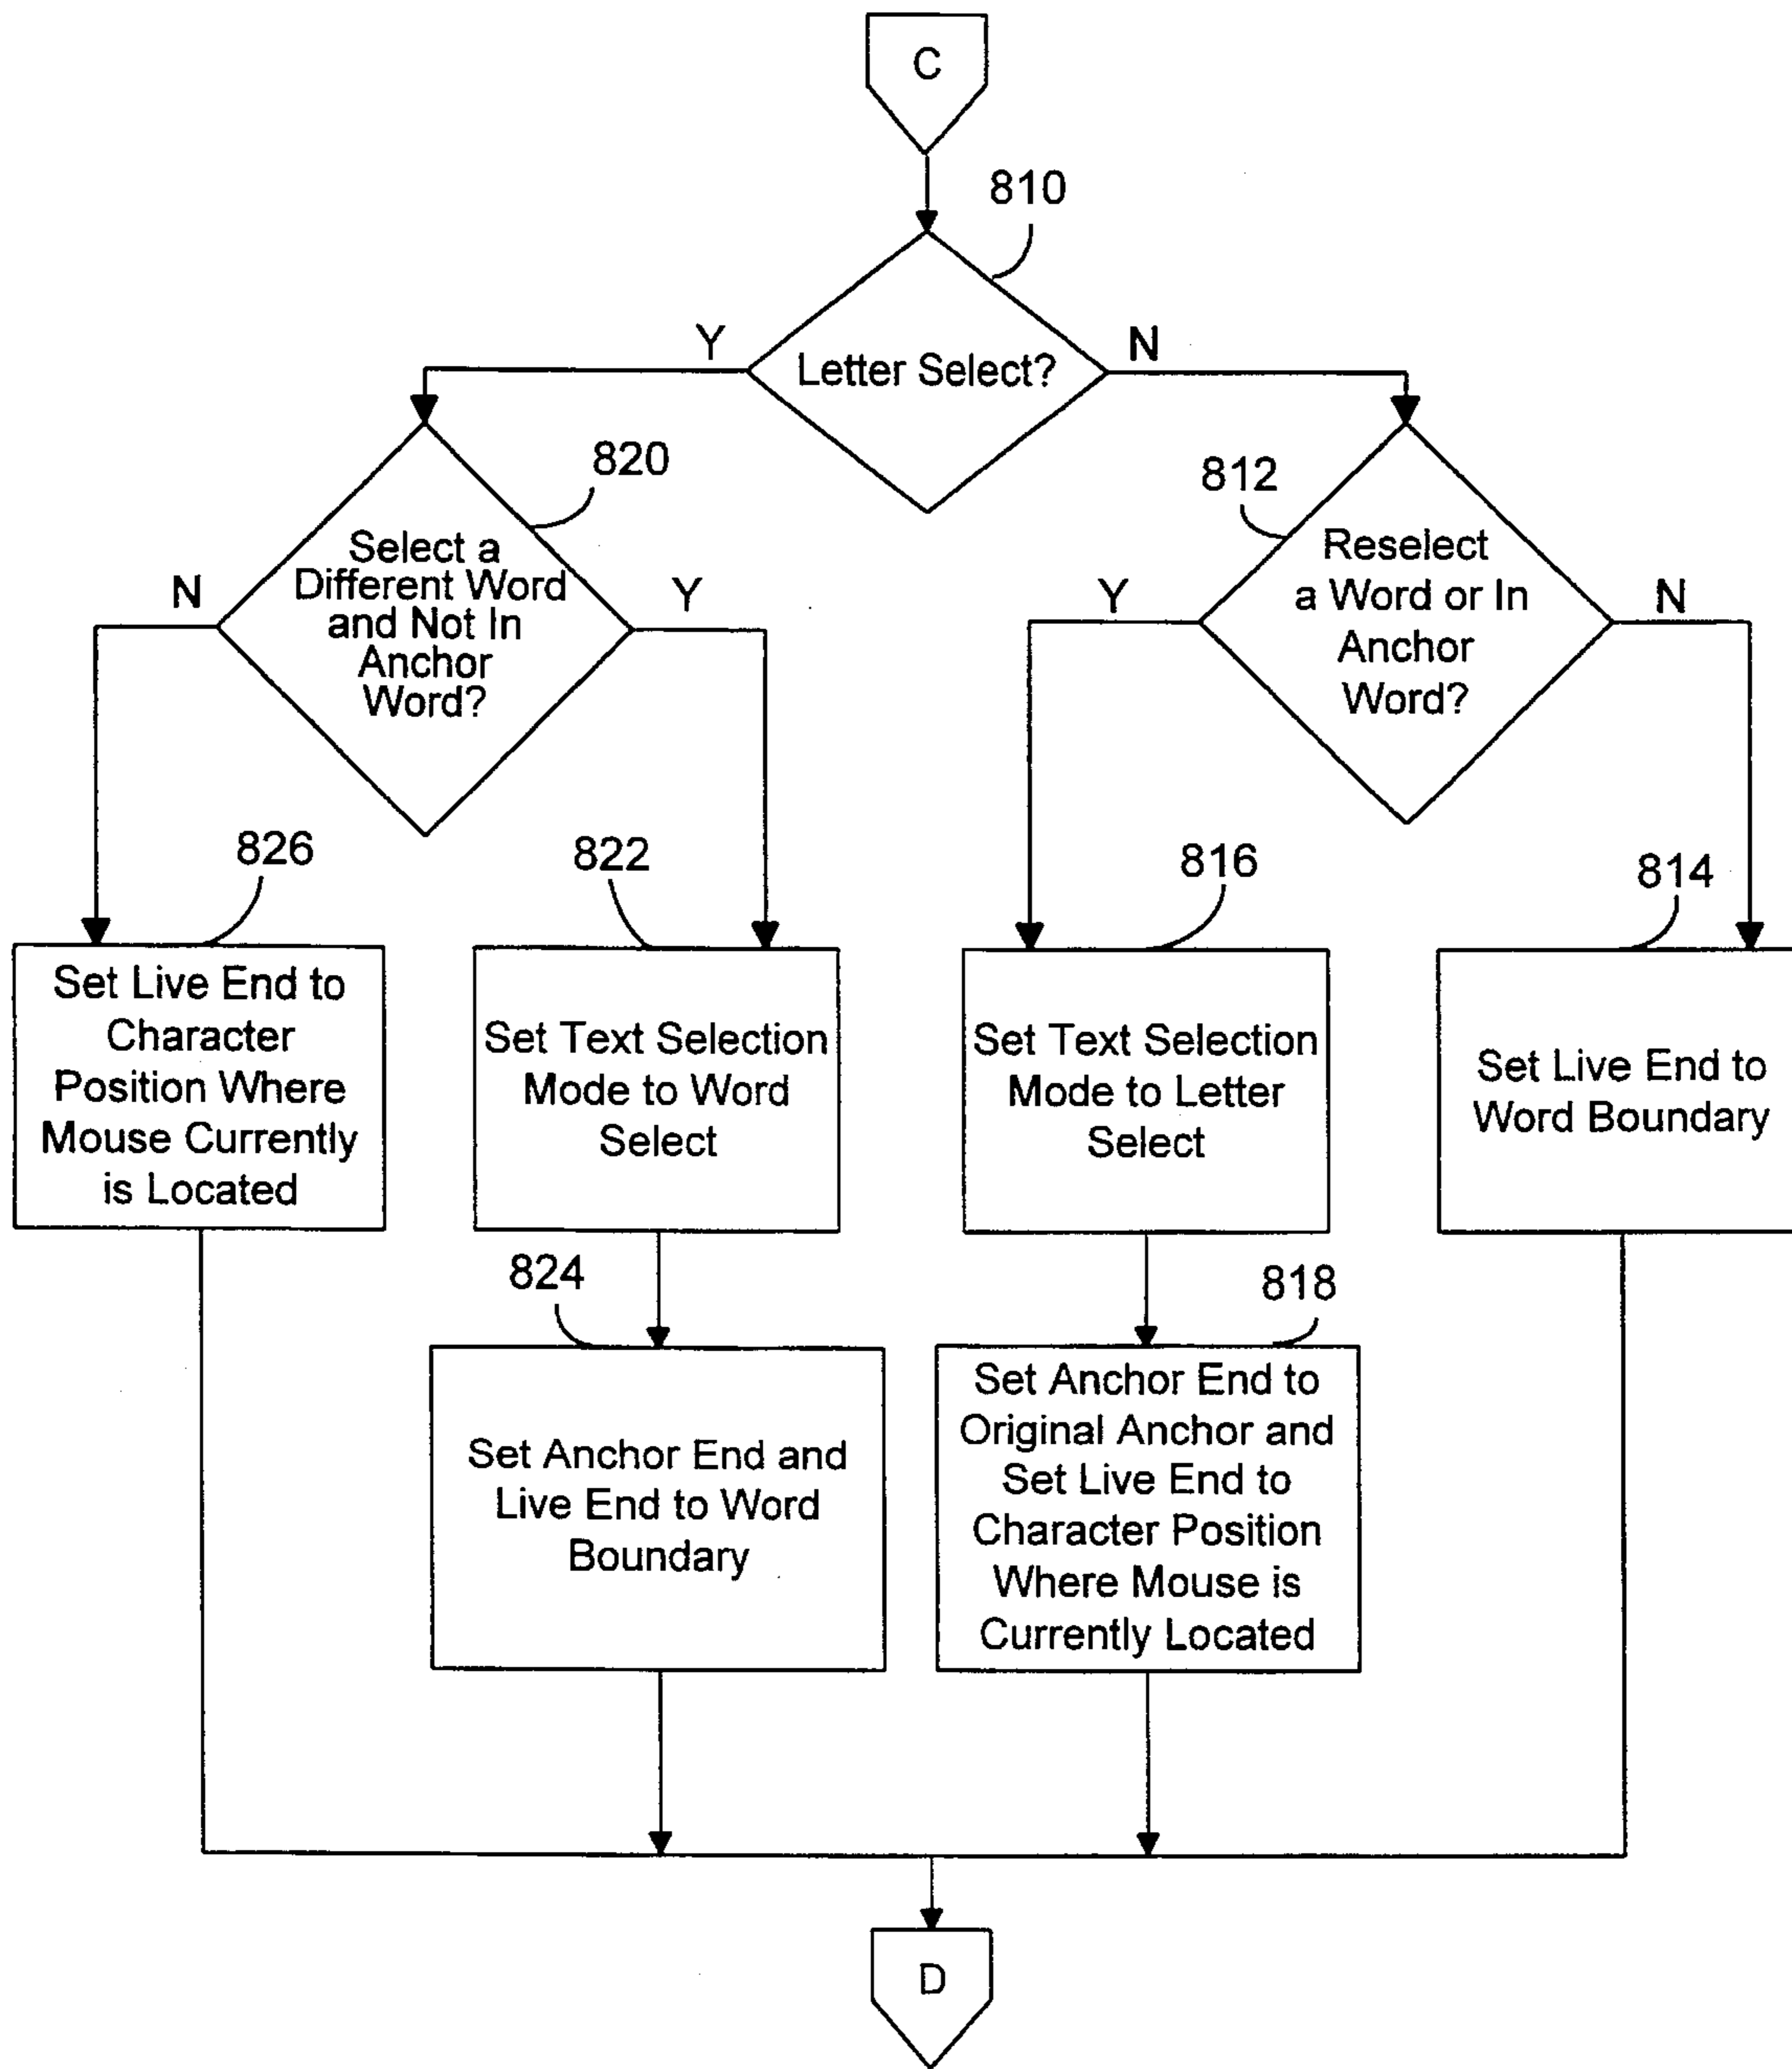 C
810
Y
N
Letter Select?
820
812
Select a
Different Word
and Not In
Anchor
Word?
N
Y
Reselect
a Word or In
Anchor
Word?
Y
N
826
822
816
814
Set Live End to
Character
Position Where
Mouse Currently
is Located
Set Text Selection
Mode to Word
Select
Set Text Selection
Mode to Letter
Select
Set Live End to
Word Boundary
824
818
Set Anchor End and
Live End to Word
Boundary
Set Anchor End to
Original Anchor and
Set Live End to
Character Position
Where Mouse is
Currently Located
D